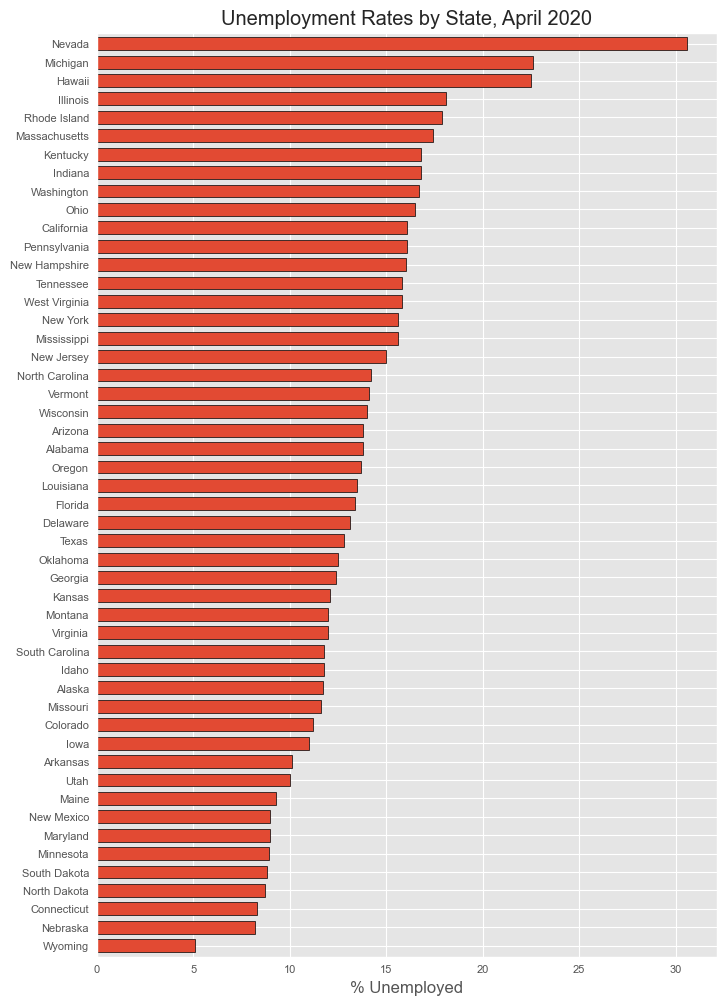 Unemployment Rates by State, April 2020
Nevada
Michigan
Hawaii
Illinois
Rhode Island
Massachusetts
Kentucky
Indiana
Washington
Ohio
California
Pennsylvania
New Hampshire
Tennessee
West Virginia
New York
Mississippi
New Jersey
North Carolina
Vermont
Wisconsin
Arizona
Alabama
Oregon
Louisiana
Florida
Delaware
Texas
Oklahoma
Georgia
Kansas
Montana
Virginia
South Carolina
Idaho
Alaska
Missouri
Colorado
Iowa
Arkansas
Utah
Maine
New Mexico
Maryland
Minnesota
South Dakota
North Dakota
Connecticut
Nebraska
Wyoming
0 5 10 15 20 25 30
% Unemployed